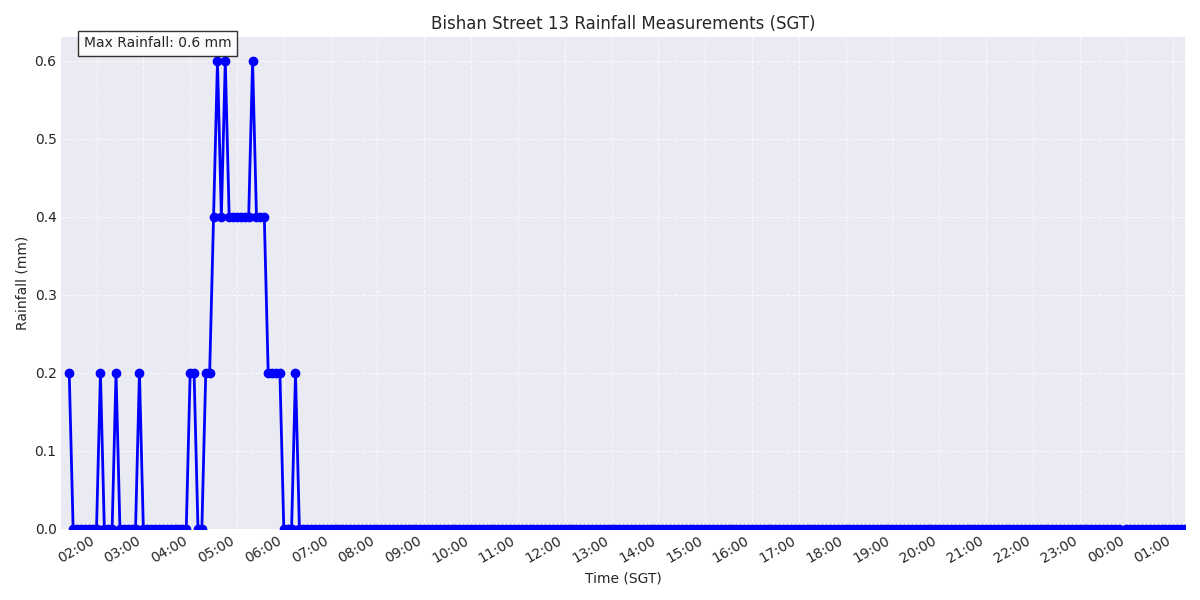 Bishan Street 13 Rainfall Measurements (SGT)
Max Rainfall: 0.6 mm
Rainfall (mm)
0.6
0.5
0.4
0.3
0.2
0.1
0.0
02:00 03:00 04:00 05:00 06:00 07:00 08:00 09:00 10:00 11:00 12:00 13:00 14:00 15:00 16:00 17:00 18:00 19:00 20:00 21:00 22:00 23:00 00:00 01:00
Time (SGT)